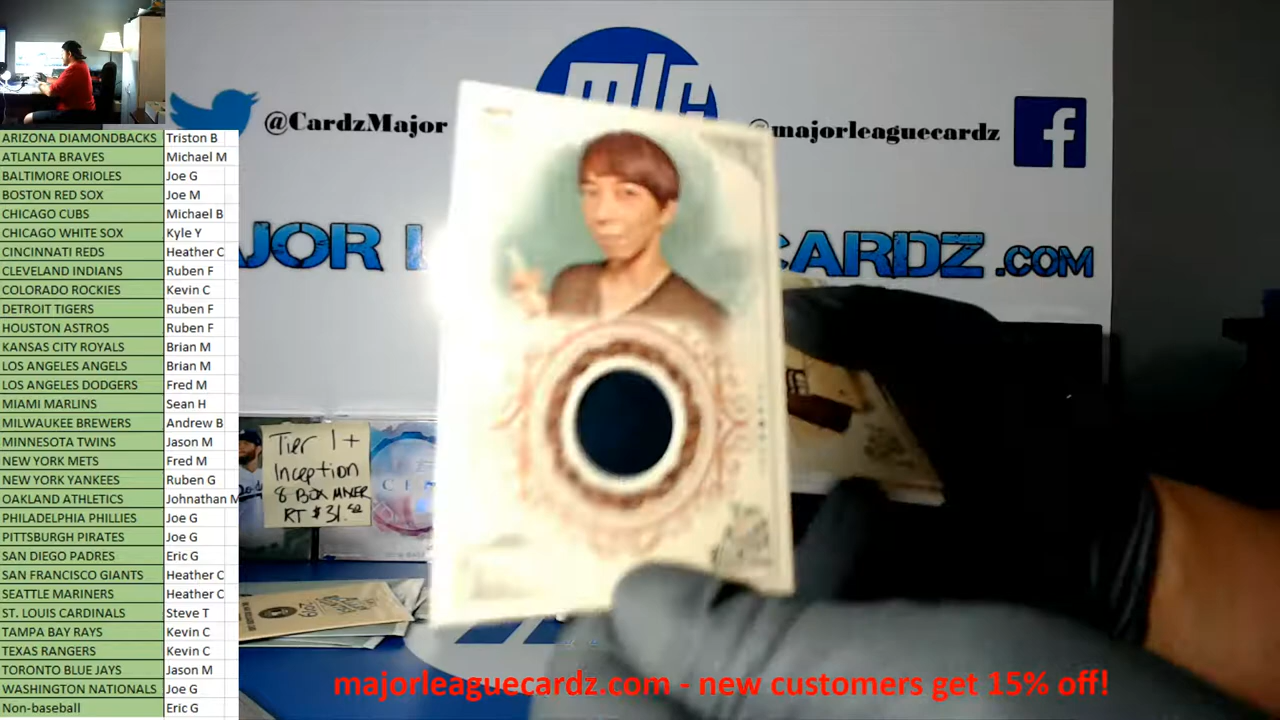 mlc
@CardzMajor
@majorleaguecardz
f
JOR L CARDZ .COM
ARIZONA DIAMONDBACKS Triston B
ATLANTA BRAVES Michael M
BALTIMORE ORIOLES Joe G
BOSTON RED SOX Joe M
CHICAGO CUBS Michael B
CHICAGO WHITE SOX Kyle Y
CINCINNATI REDS Heather C
CLEVELAND INDIANS Ruben F
COLORADO ROCKIES Kevin C
DETROIT TIGERS Ruben F
HOUSTON ASTROS Ruben F
KANSAS CITY ROYALS Brian M
LOS ANGELES ANGELS Brian M
LOS ANGELES DODGERS Fred M
MIAMI MARLINS Sean H
MILWAUKEE BREWERS Andrew B
MINNESOTA TWINS Jason M
NEW YORK METS Fred M
NEW YORK YANKEES Ruben G
OAKLAND ATHLETICS Johnathan M
PHILADELPHIA PHILLIES Joe G
PITTSBURGH PIRATES Joe G
SAN DIEGO PADRES Eric G
SAN FRANCISCO GIANTS Heather C
SEATTLE MARINERS Heather C
ST. LOUIS CARDINALS Steve T
TAMPA BAY RAYS Kevin C
TEXAS RANGERS Kevin C
TORONTO BLUE JAYS Jason M
WASHINGTON NATIONALS Joe G
Non-baseball Eric G
Tier 1+
Inception
8 BOX MIXER
RT $31.
majorleaguecardz.com - new customers get 15% off!